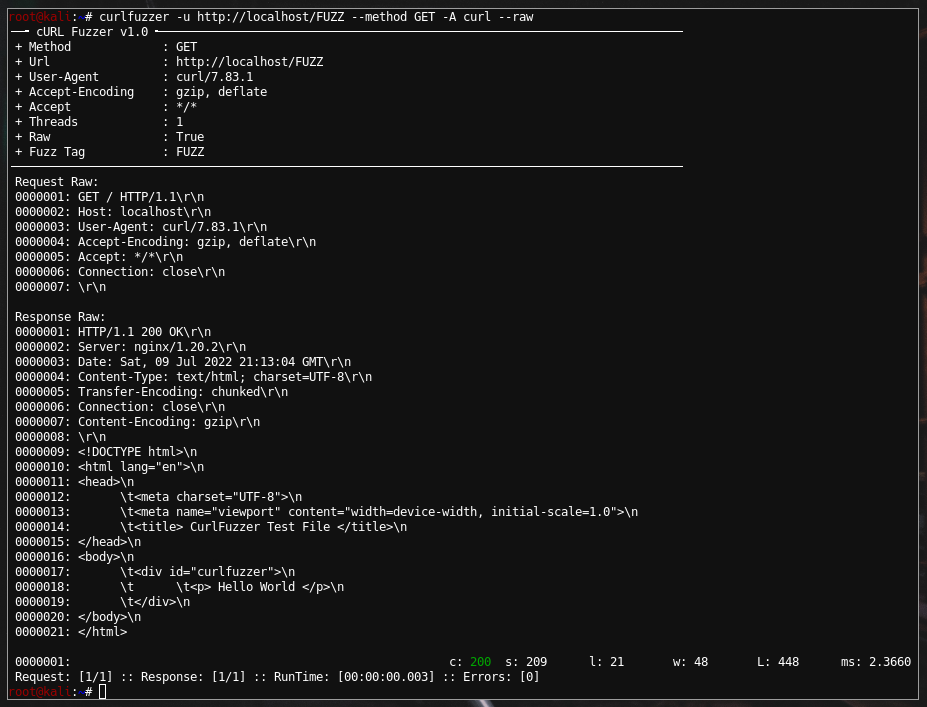 root@kali:~# curlfuzzer -u http://localhost/FUZZ --method GET -A curl --raw
cURL Fuzzer v1.0
+ Method : GET
+ Url : http://localhost/FUZZ
+ User-Agent : curl/7.83.1
+ Accept-Encoding : gzip, deflate
+ Accept : */*
+ Threads : 1
+ Raw : True
+ Fuzz Tag : FUZZ
Request Raw:
0000001: GET / HTTP/1.1\r\n
0000002: Host: localhost\r\n
0000003: User-Agent: curl/7.83.1\r\n
0000004: Accept-Encoding: gzip, deflate\r\n
0000005: Accept: */*\r\n
0000006: Connection: close\r\n
0000007: \r\n
Response Raw:
0000001: HTTP/1.1 200 OK\r\n
0000002: Server: nginx/1.20.2\r\n
0000003: Date: Sat, 09 Jul 2022 21:13:04 GMT\r\n
0000004: Content-Type: text/html; charset=UTF-8\r\n
0000005: Transfer-Encoding: chunked\r\n
0000006: Connection: close\r\n
0000007: Content-Encoding: gzip\r\n
0000008: \r\n
0000009: <!DOCTYPE html>\n
0000010: <html lang="en">\n
0000011: <head>\n
0000012: \t<meta charset="UTF-8">\n
0000013: \t<meta name="viewport" content="width=device-width, initial-scale=1.0">\n
0000014: \t<title> CurlFuzzer Test File </title>\n
0000015: </head>\n
0000016: <body>\n
0000017: \t<div id="curlfuzzer">\n
0000018: \t \t<p> Hello World </p>\n
0000019: \t</div>\n
0000020: </body>\n
0000021: </html>
0000001: c: 200 s: 209 l: 21 w: 48 L: 448 ms: 2.3660
Request: [1/1] :: Response: [1/1] :: RunTime: [00:00:00.003] :: Errors: [0]
root@kali:~#